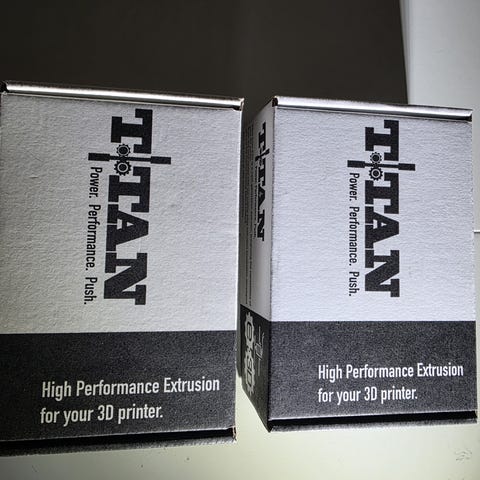 TITAN
Power. Performance. Push.
High Performance Extrusion
for your 3D printer.
TITAN
TITAN
Power. Performance. Push.
High Performance Extrusion
for your 3D printer.